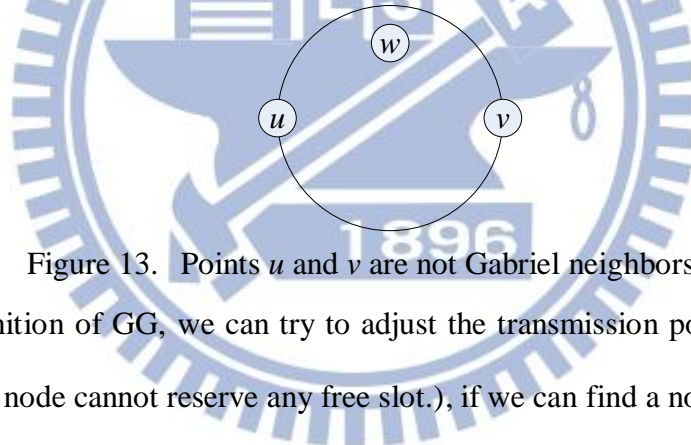 w
u v
1896
Figure 13. Points u and v are not Gabriel neighbors
nition of GG, we can try to adjust the transmission po
node cannot reserve any free slot.), if we can find a no